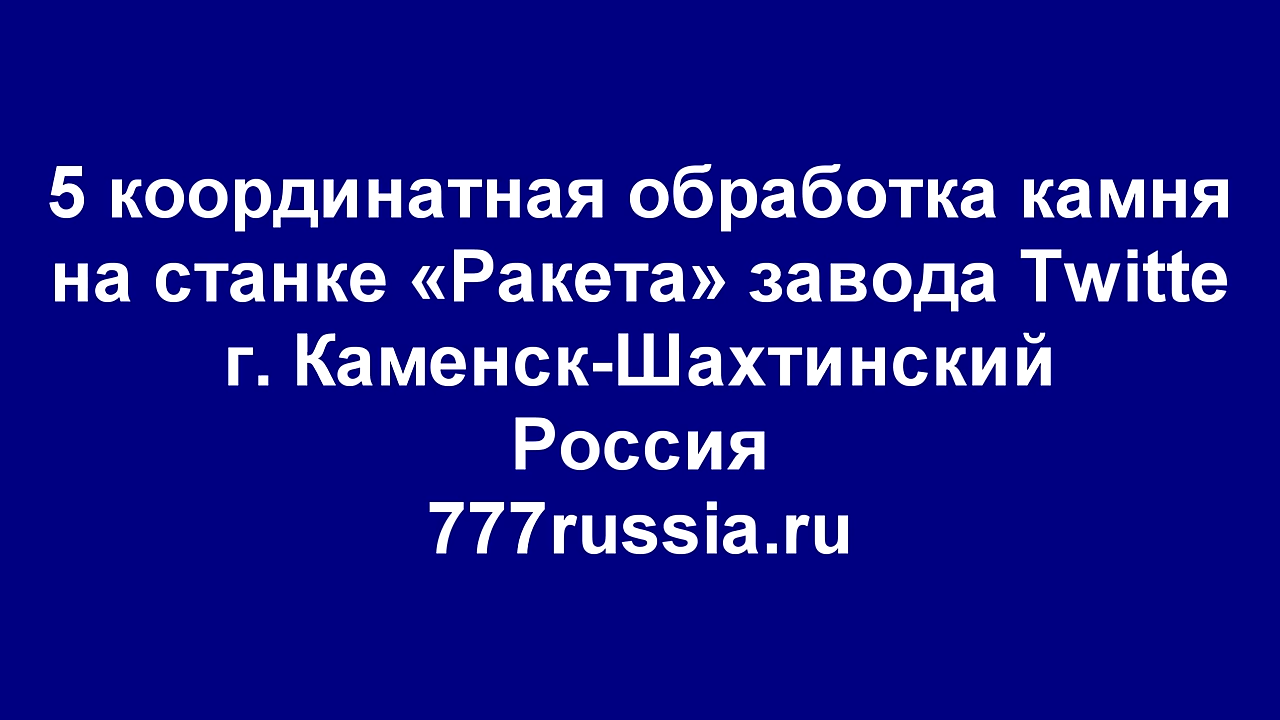 5 координатная обработка камня
на станке «Ракета» завода Twitte
г. Каменск-Шахтинский
Россия
777russia.ru